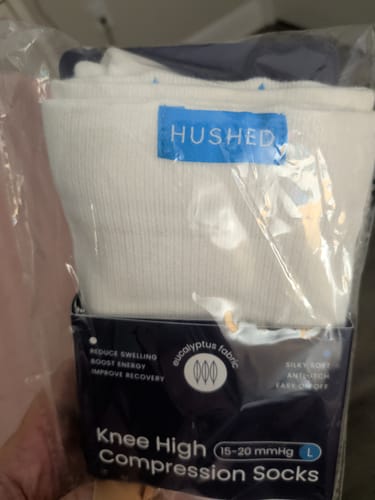 HUSHED
REDUCE SWELLING
BOOST ENERGY
IMPROVE RECOVERY
eucalyptus fabric
SILKY SOFT
ANTI-ITCH
EASY ON/OFF
Knee High 15-20 mmHg L
Compression Socks